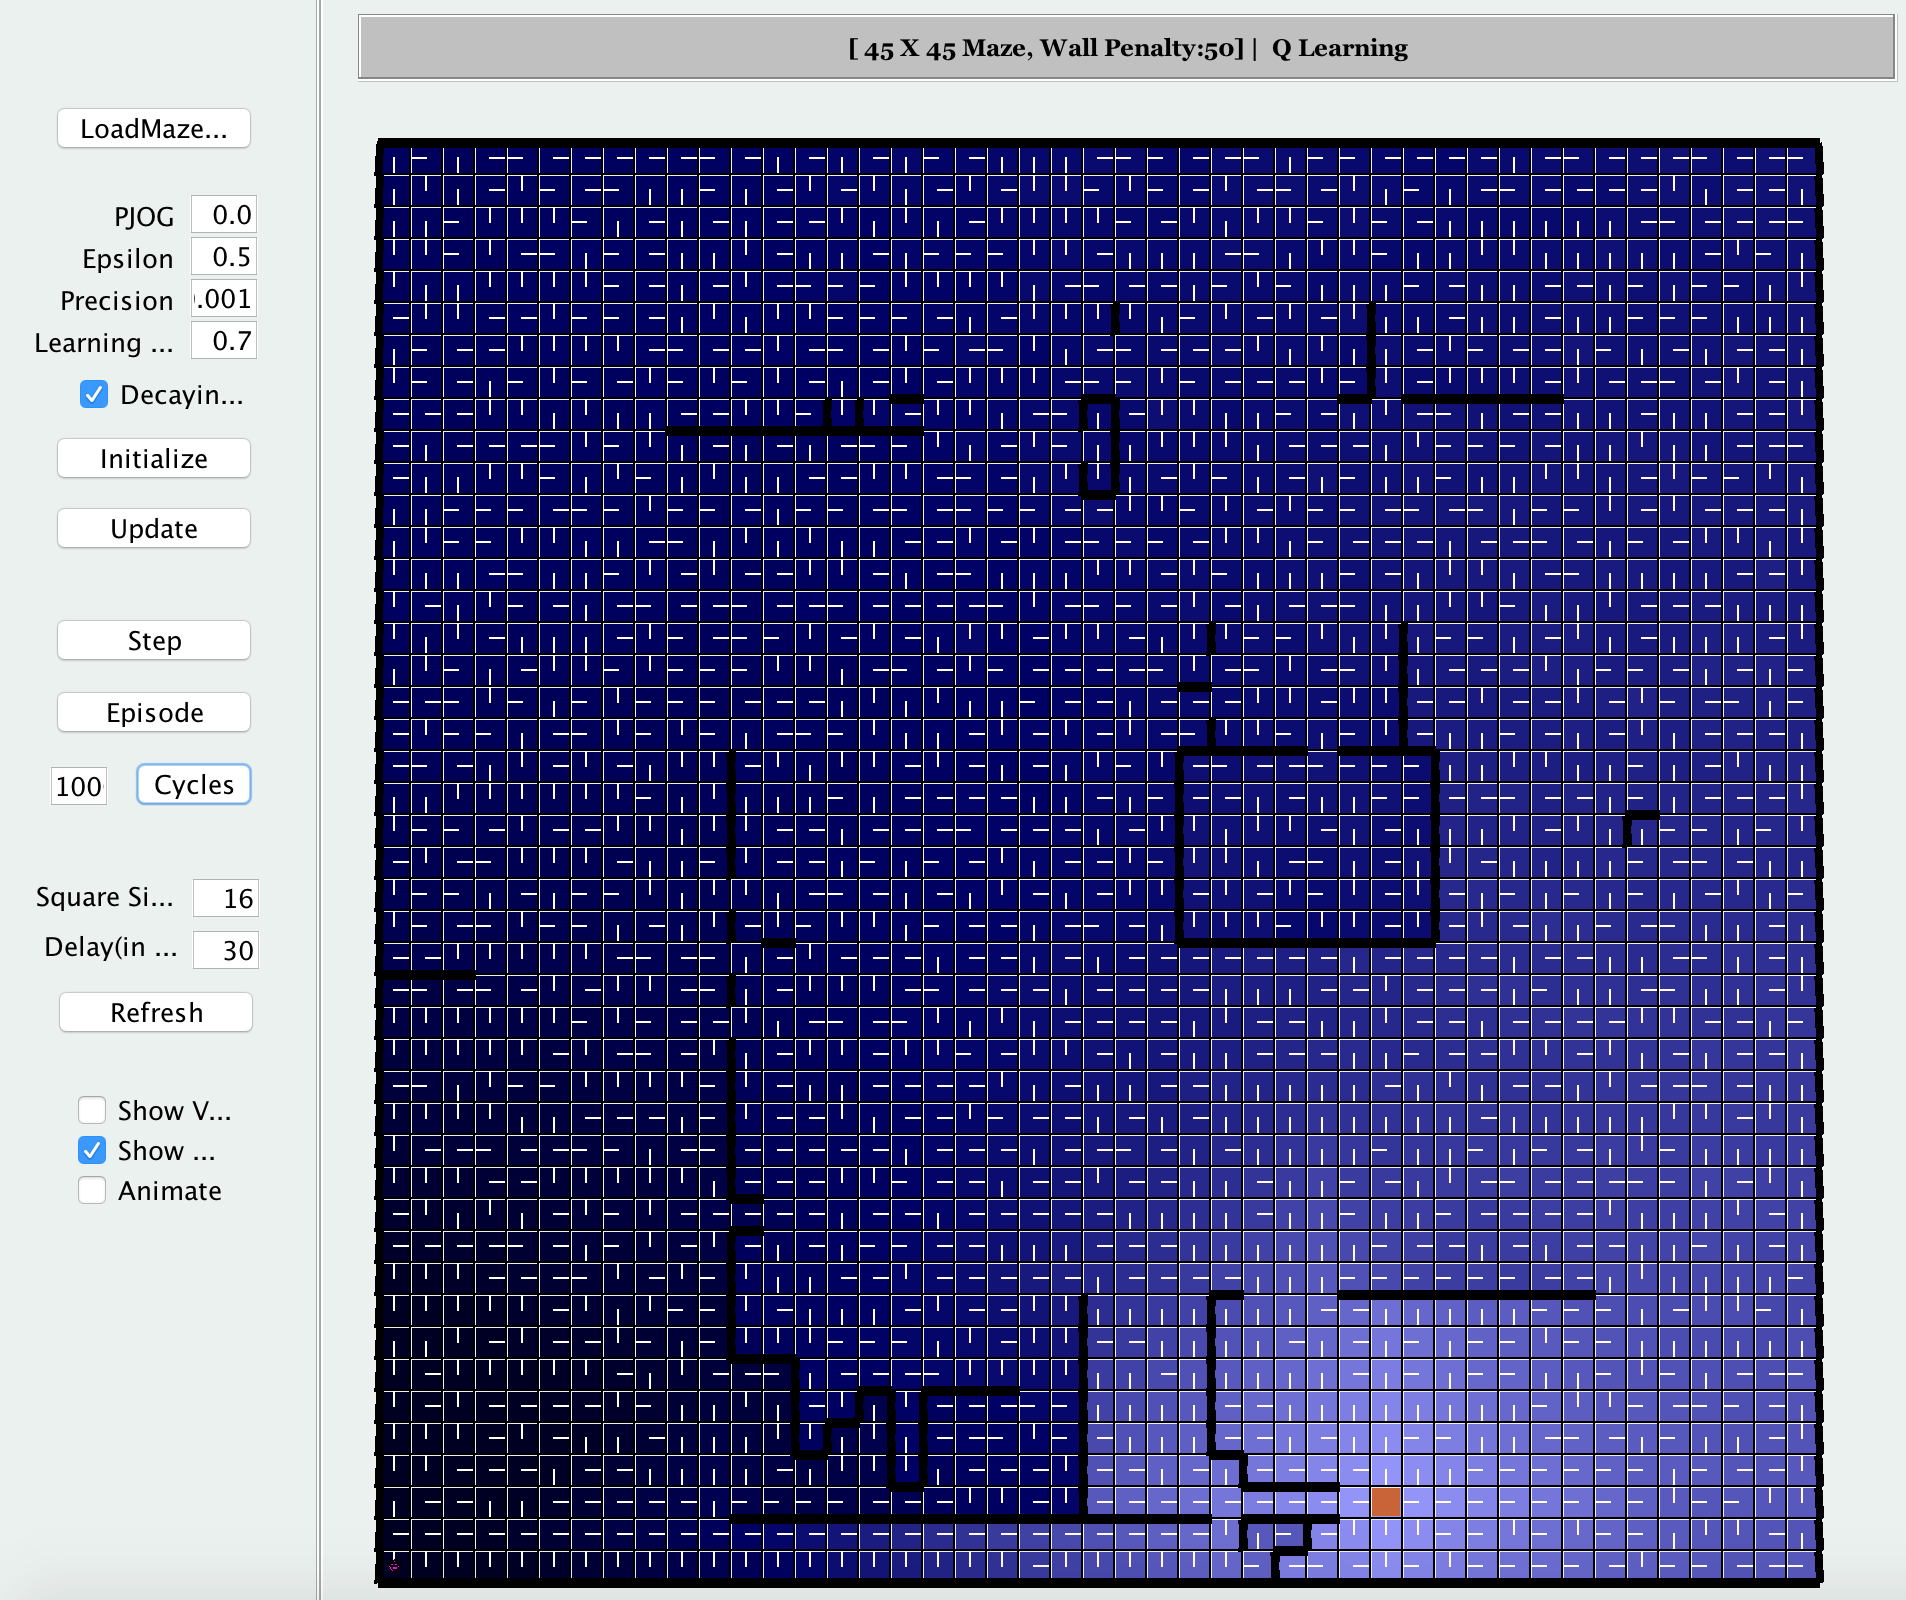 [ 45 X 45 Maze, Wall Penalty:50] |  Q Learning
LoadMaze...
PJOG 0.0
Epsilon 0.5
Precision .001
Learning ... 0.7
Decayin...
Initialize
Update
Step
Episode
100 Cycles
Square Si... 16
Delay(in ... 30
Refresh
Show V...
Show ...
Animate